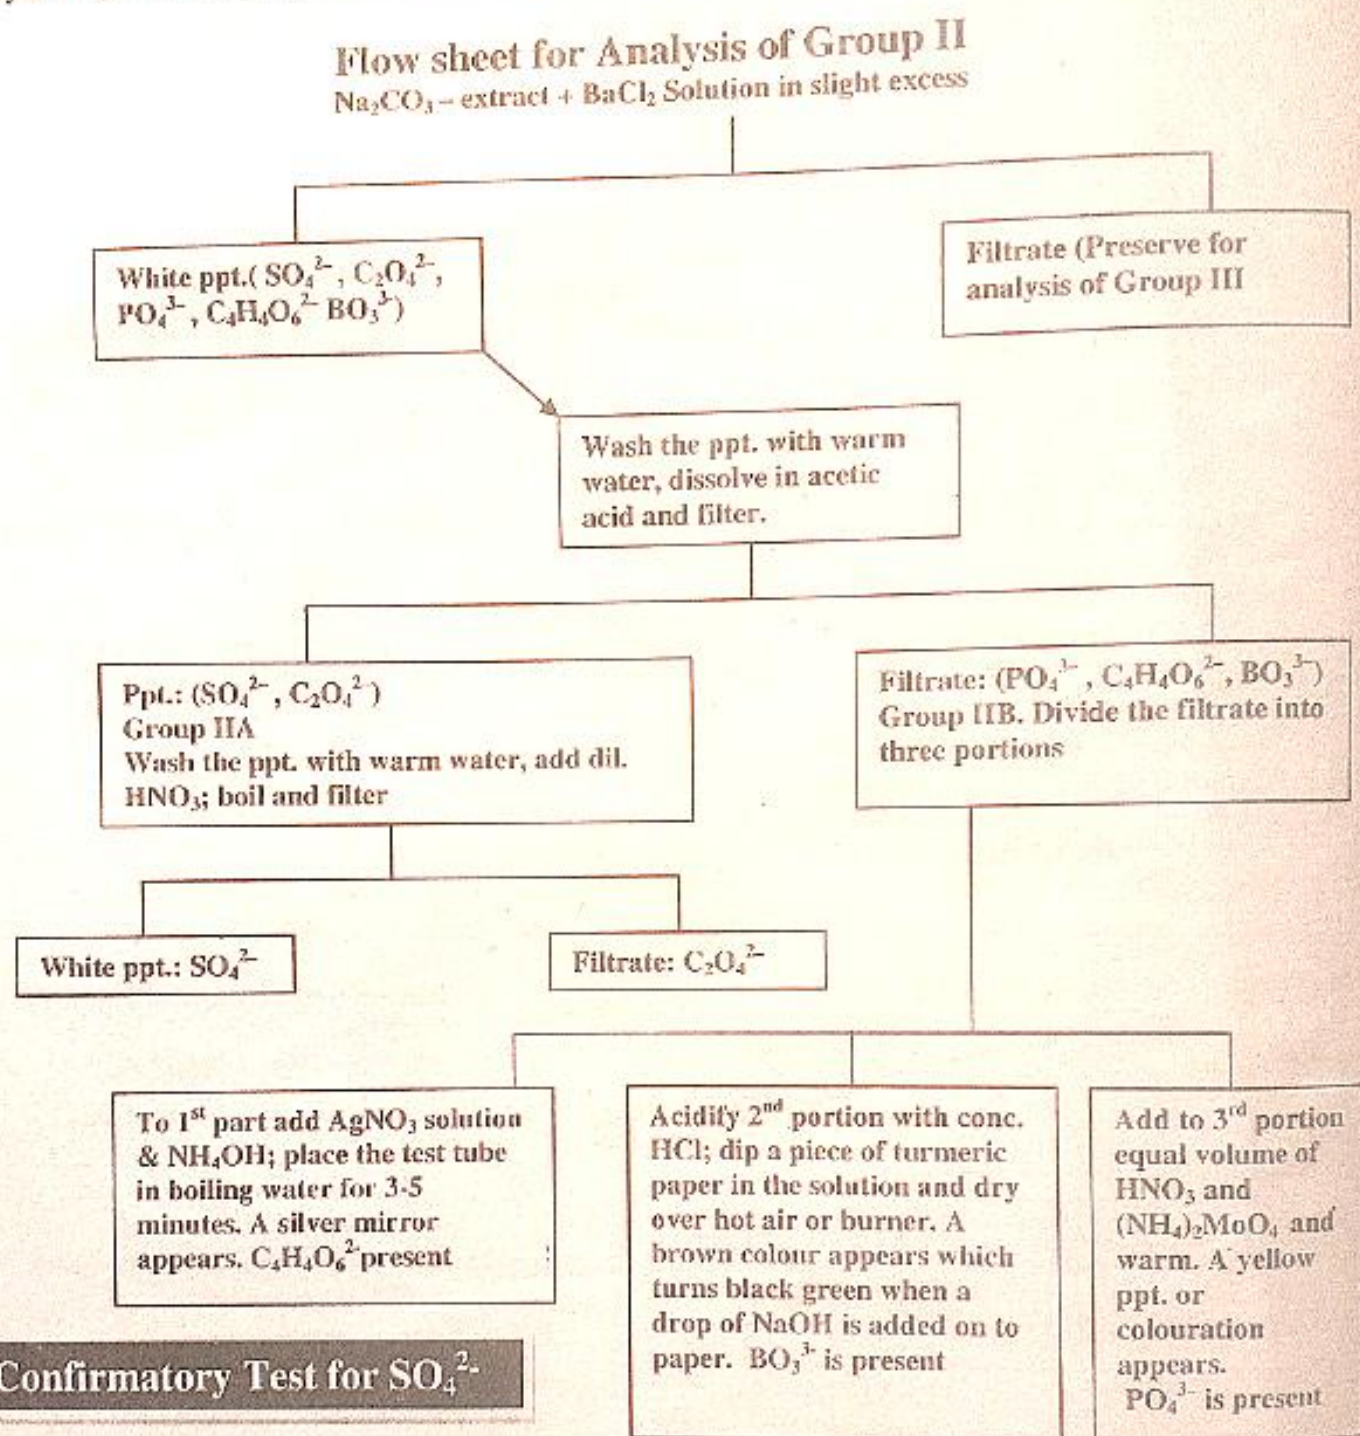 Flow sheet for Analysis of Group II
Na₂CO₃ – extract + BaCl₂ Solution in slight excess
White ppt.( SO₄²⁻, C₂O₄²⁻,
PO₄³⁻, C₄H₄O₆²⁻ BO₃³⁻)
Filtrate (Preserve for
analysis of Group III
Wash the ppt. with warm
water, dissolve in acetic
acid and filter.
Ppt.: (SO₄²⁻, C₂O₄²⁻)
Group IIA
Wash the ppt. with warm water, add dil.
HNO₃; boil and filter
Filtrate: (PO₄³⁻, C₄H₄O₆²⁻, BO₃³⁻)
Group IIB. Divide the filtrate into
three portions
White ppt.: SO₄²⁻
Filtrate: C₂O₄²⁻
To 1st part add AgNO₃ solution
& NH₄OH; place the test tube
in boiling water for 3-5
minutes. A silver mirror
appears. C₄H₄O₆²⁻ present
Acidify 2nd portion with conc.
HCl; dip a piece of turmeric
paper in the solution and dry
over hot air or burner. A
brown colour appears which
turns black green when a
drop of NaOH is added on to
paper. BO₃³⁻ is present
Add to 3rd portion
equal volume of
HNO₃ and
(NH₄)₂MoO₄ and
warm. A yellow
ppt. or
colouration
appears.
PO₄³⁻ is present
Confirmatory Test for SO₄²⁻